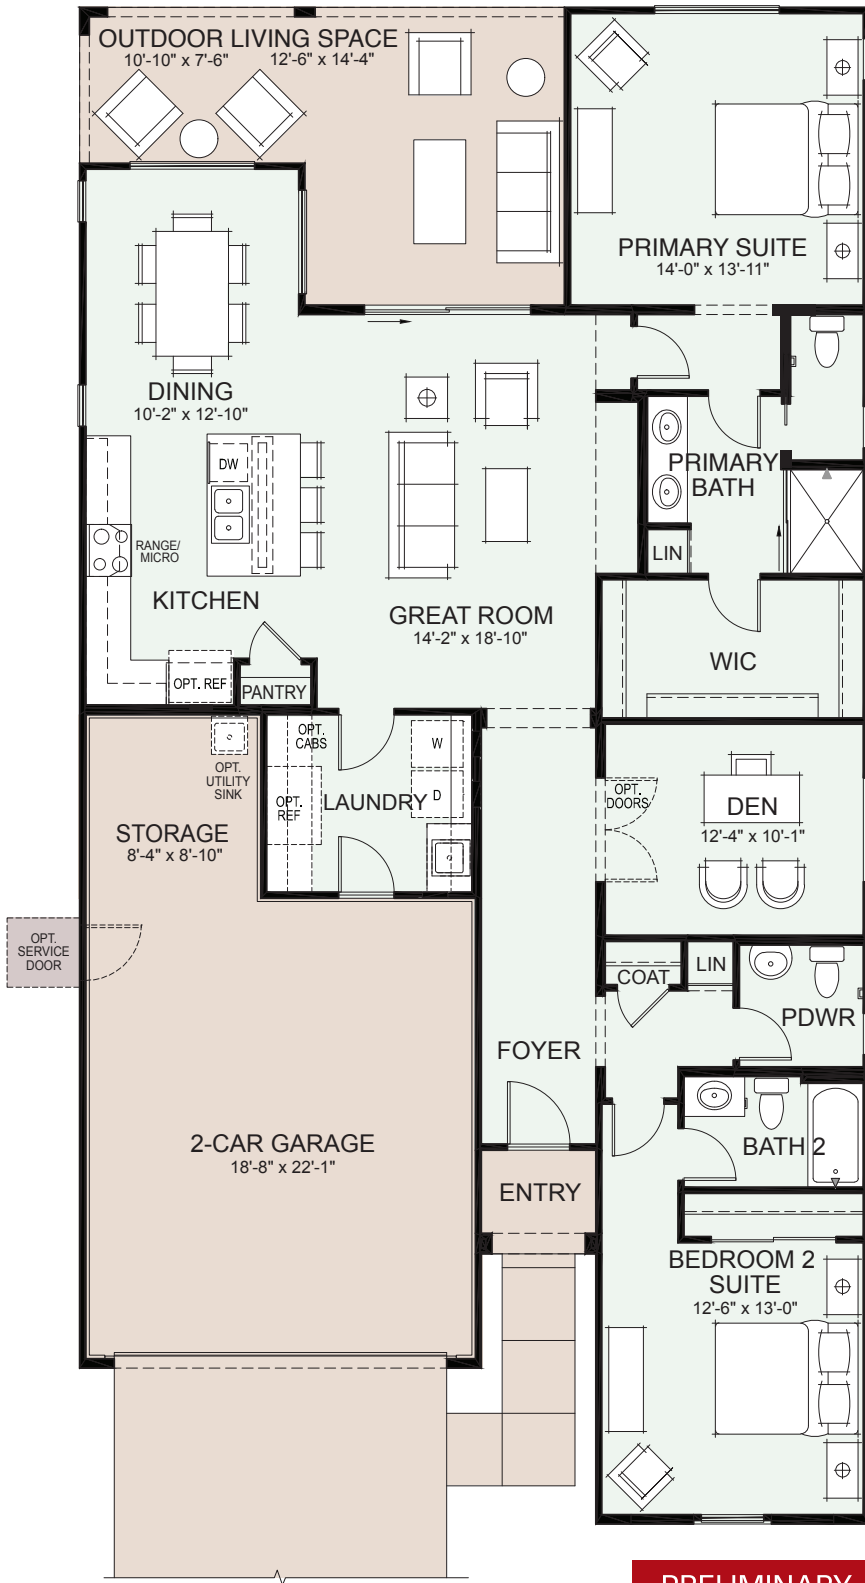 OUTDOOR LIVING SPACE
10'-10" x 7'-6" 12'-6" x 14'-4"
PRIMARY SUITE
14'-0" x 13'-11"
DINING
10'-2" x 12'-10"
DW
PRIMARY
BATH
RANGE/
MICRO
LIN
KITCHEN
GREAT ROOM
14'-2" x 18'-10"
WIC
OPT. REF
PANTRY
OPT.
CABS
W
OPT.
UTILITY
SINK
OPT.
REF
LAUNDRY
D
OPT.
DOORS
DEN
12'-4" x 10'-1"
STORAGE
8'-4" x 8'-10"
OPT.
SERVICE
DOOR
COAT
LIN
PDWR
FOYER
2-CAR GARAGE
18'-8" x 22'-1"
BATH 2
ENTRY
BEDROOM 2
SUITE
12'-6" x 13'-0"
PRELIMINARY